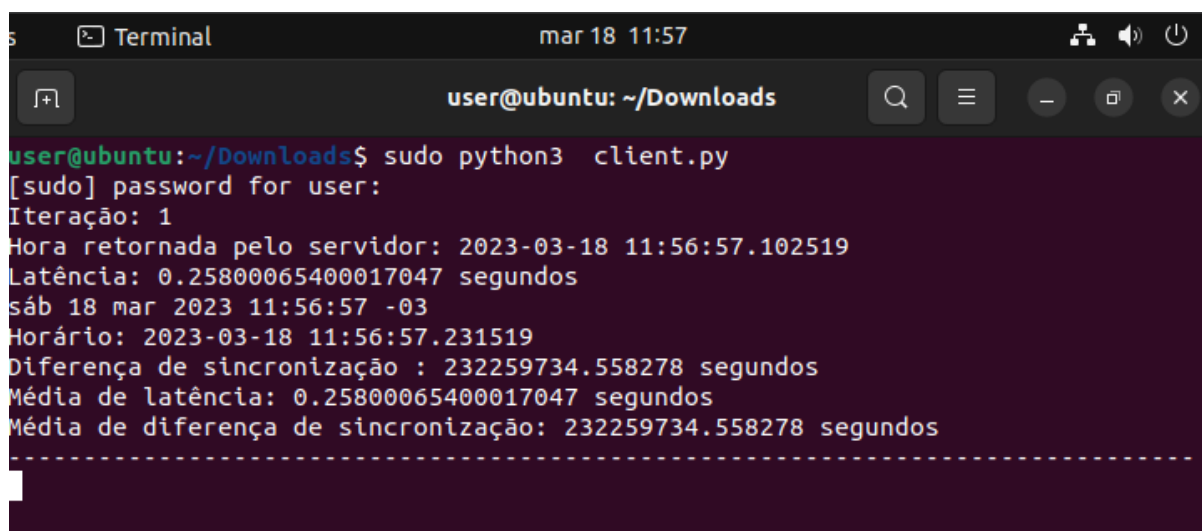 s Terminal mar 18 11:57
user@ubuntu: ~/Downloads
user@ubuntu:~/Downloads$ sudo python3  client.py
[sudo] password for user:
Iteração: 1
Hora retornada pelo servidor: 2023-03-18 11:56:57.102519
Latência: 0.25800065400017047 segundos
sáb 18 mar 2023 11:56:57 -03
Horário: 2023-03-18 11:56:57.231519
Diferença de sincronização : 232259734.558278 segundos
Média de latência: 0.25800065400017047 segundos
Média de diferença de sincronização: 232259734.558278 segundos
-------------------------------------------------------------------------------